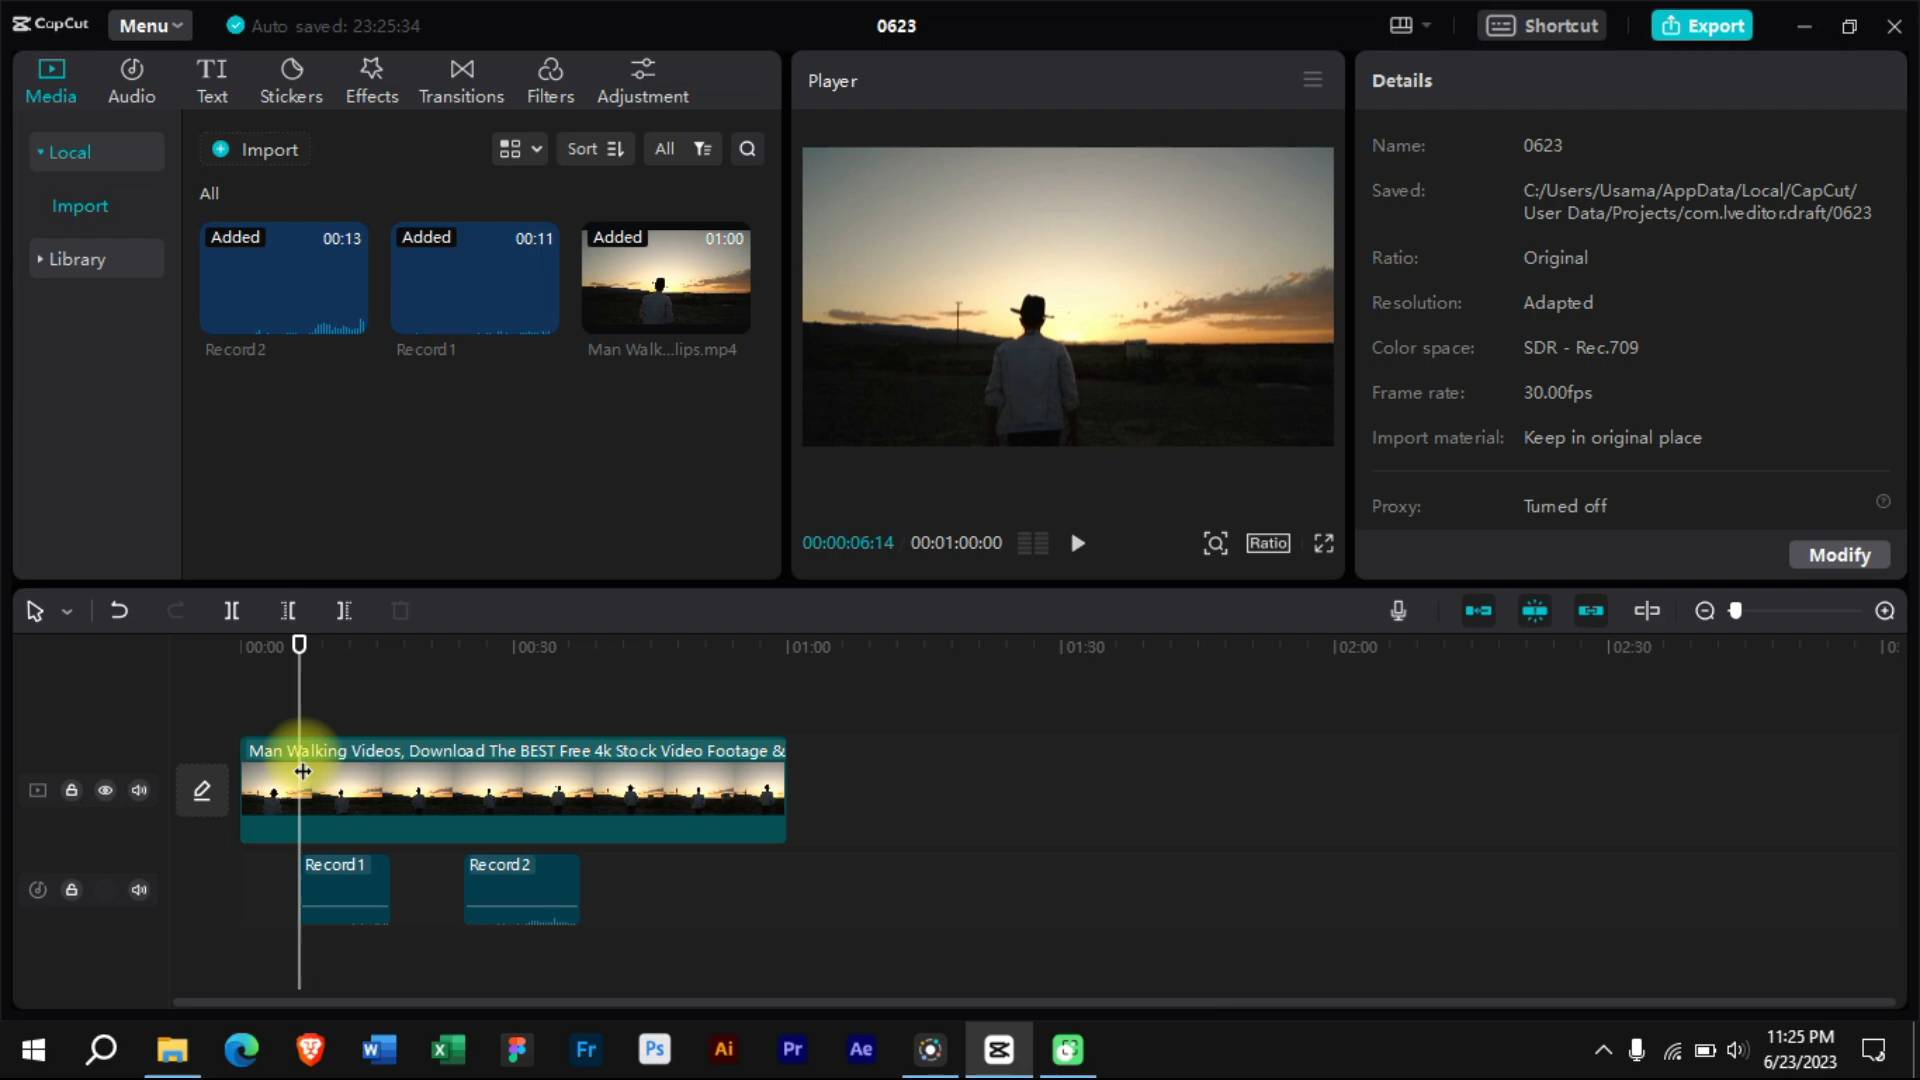 CapCut
Menu
Auto saved: 23:25:34
0623
Shortcut
Export
Media
Audio
TI
Text
Stickers
Effects
Transitions
Filters
Adjustment
Local
Import
Library
Import
Sort
All
All
Added
00:13
Record2
Added
00:11
Record1
Added
01:00
Man Walk...lips.mp4
Player
00:00:06:14
00:01:00:00
Ratio
Details
Name:
0623
Saved:
C:/Users/Usama/AppData/Local/CapCut/
User Data/Projects/com.lveditor.draft/0623
Ratio:
Original
Resolution:
Adapted
Color space:
SDR - Rec.709
Frame rate:
30.00fps
Import material:
Keep in original place
Proxy:
Turned off
Modify
00:00
00:30
01:00
01:30
02:00
02:30
Man Walking Videos, Download The BEST Free 4k Stock Video Footage &
Record1
Record2
W
X
Fr
Ps
Ai
Pr
Ae
11:25 PM
6/23/2023